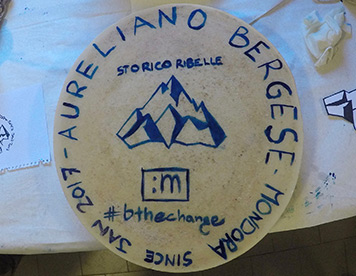 AURELIANO BERGESE - MONDORA SINCE JAN 2017 -
STORICO RIBELLE
:m
#bthechange